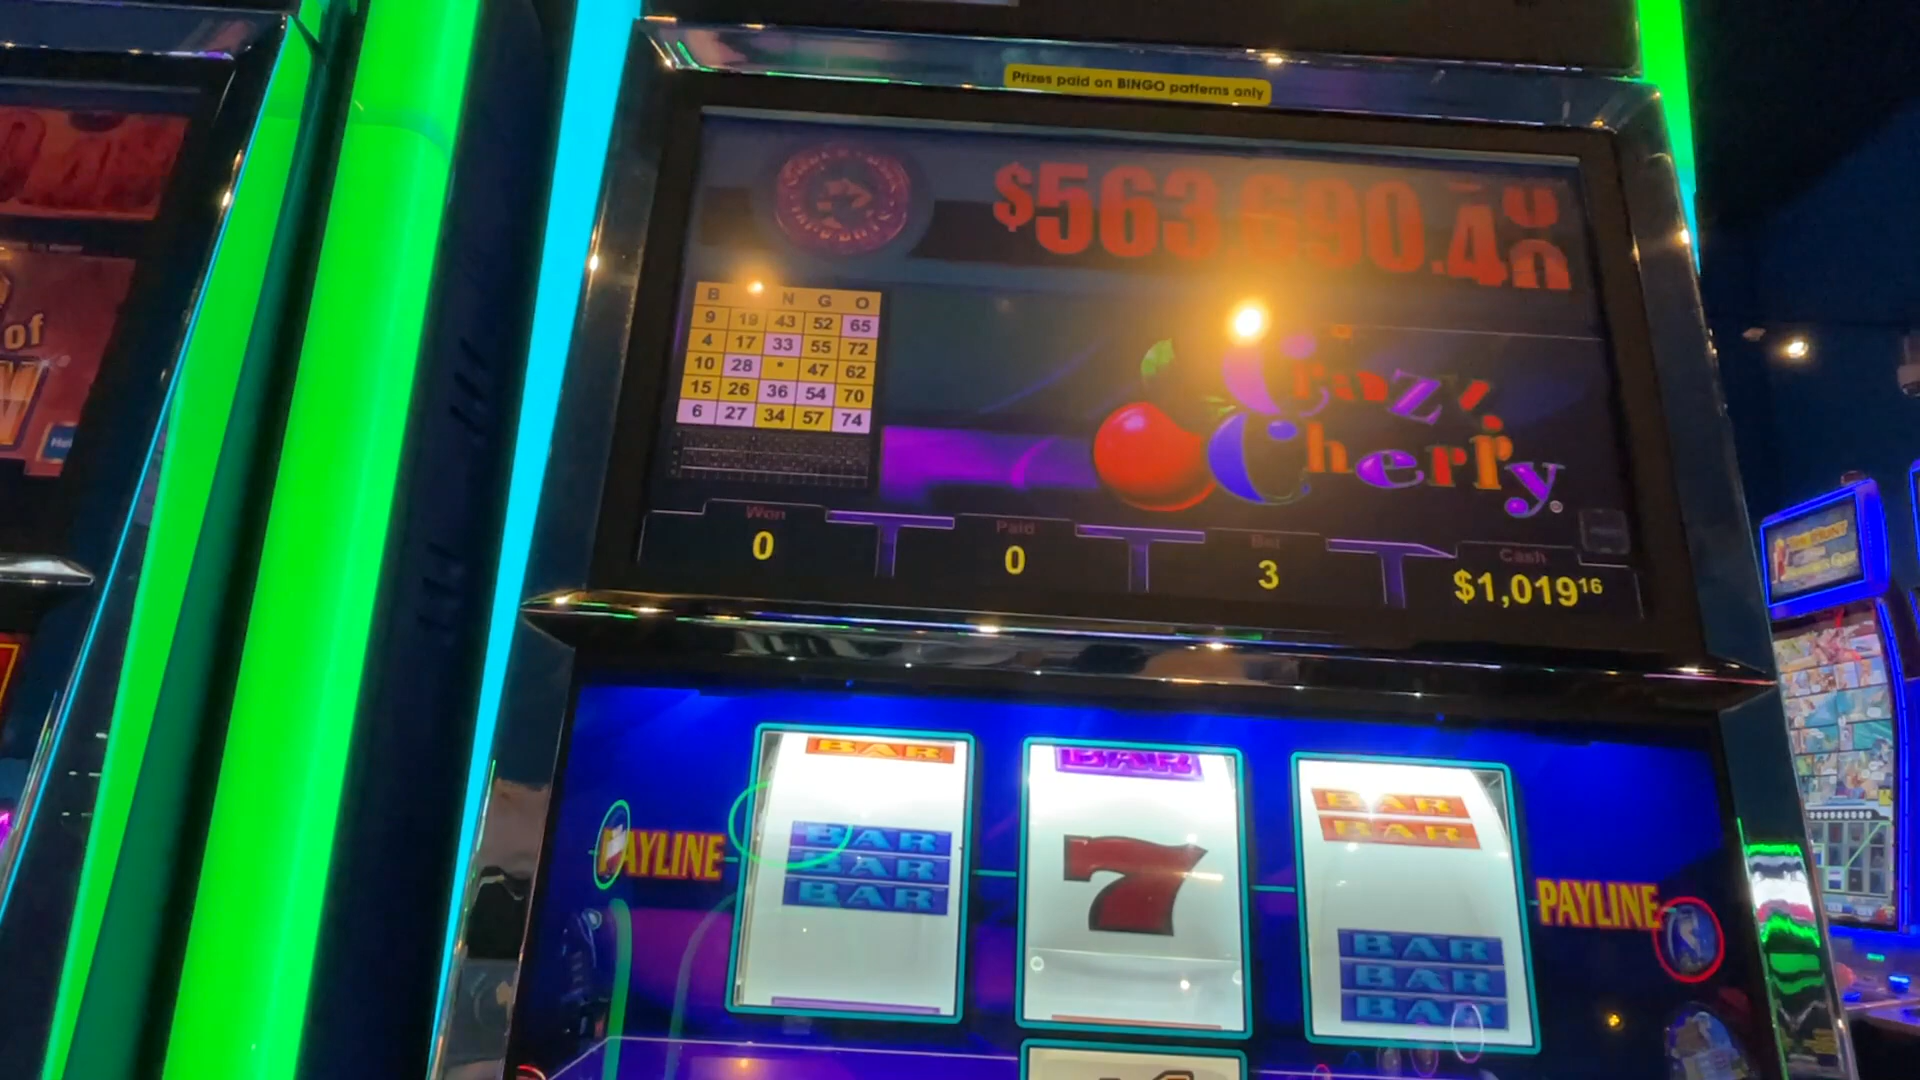 Prizes paid on BINGO patterns only
$563,690.4
B N G O
9 19 43 52 65
4 17 33 55 72
10 28 * 47 62
15 26 36 54 70
6 27 34 57 74
Crazy
Cherry®
Won Paid Bet Cash
0 0 3 $1,019¹⁶
of
BAR BAR BAR
BAR
PAYLINE BAR 7 PAYLINE
BAR
BAR
BAR
BAR
BAR